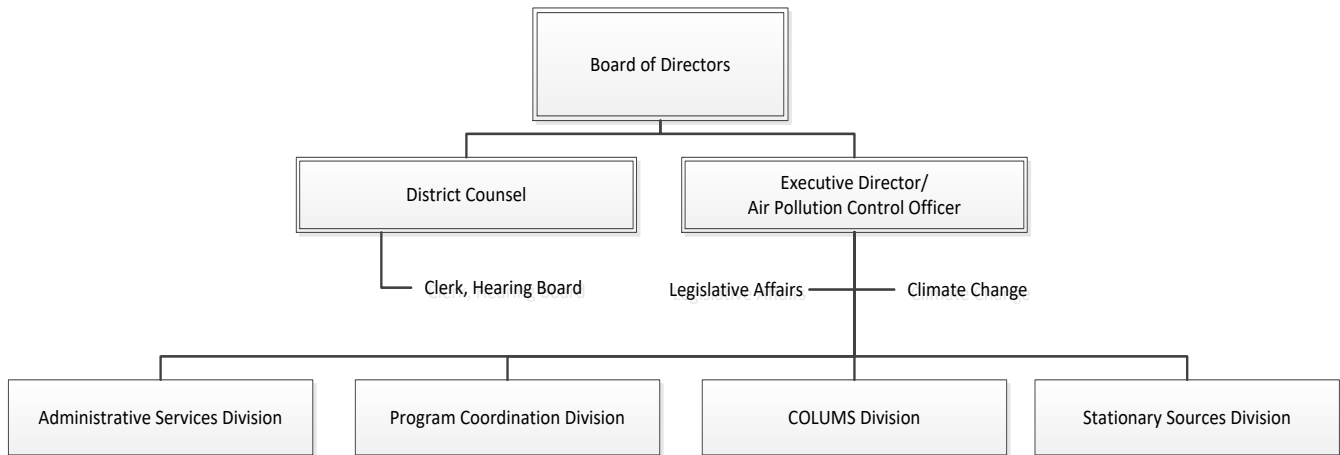 Board of Directors
District Counsel
Executive Director/
Air Pollution Control Officer
Clerk, Hearing Board
Legislative Affairs
Climate Change
Administrative Services Division
Program Coordination Division
COLUMS Division
Stationary Sources Division